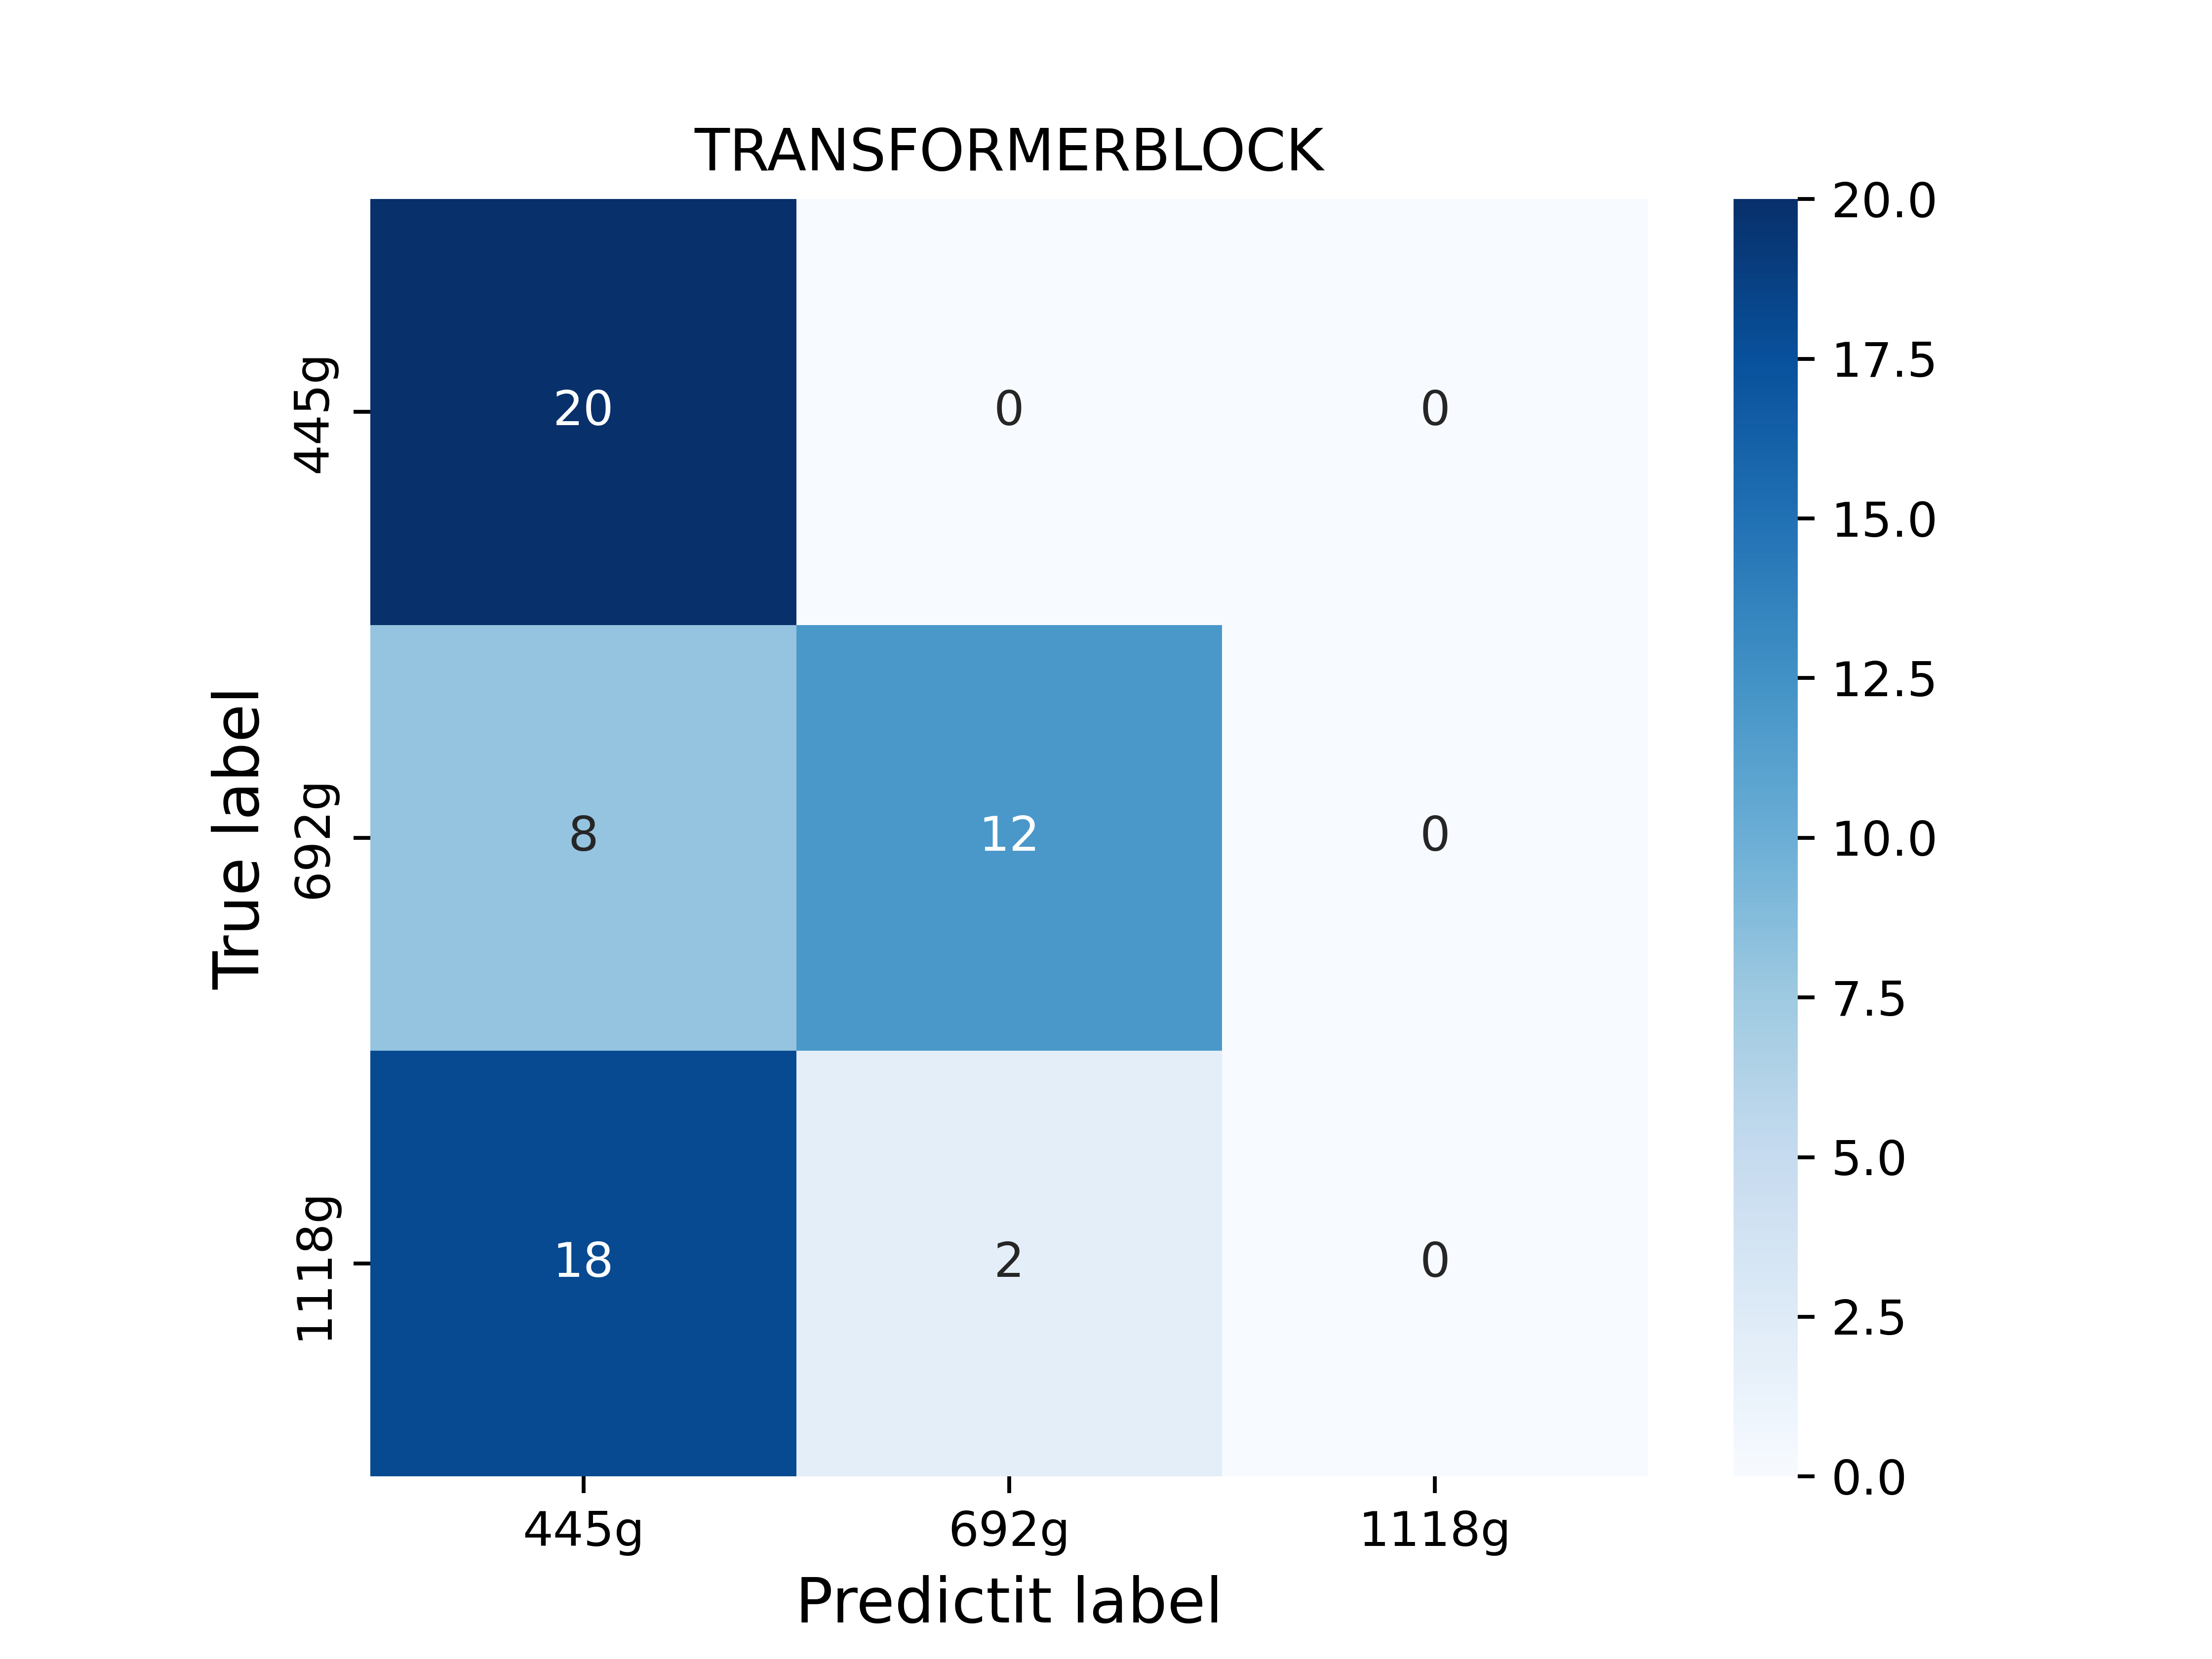 TRANSFORMERBLOCK
True label
445g
20 0 0
692g
8 12 0
1118g
18 2 0
445g 692g 1118g
Predictit label
20.0
17.5
15.0
12.5
10.0
7.5
5.0
2.5
0.0